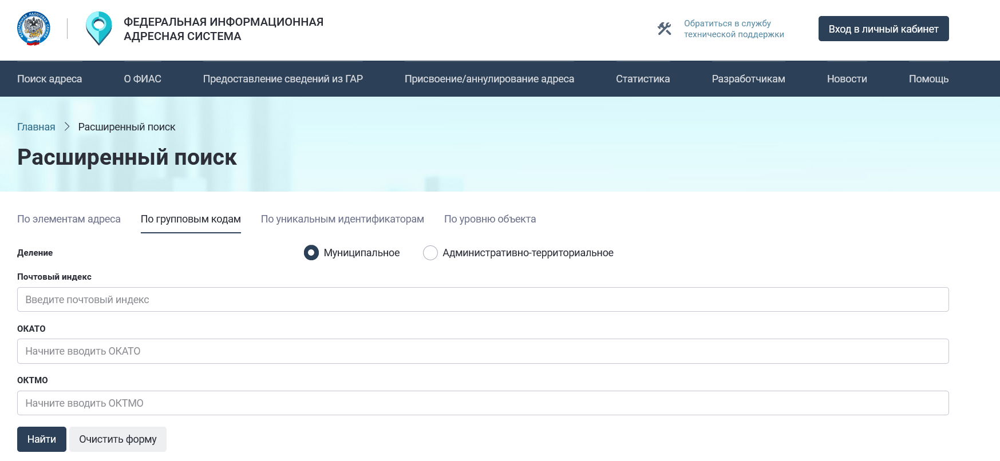 ФЕДЕРАЛЬНАЯ НАЛОГОВАЯ СЛУЖБА
ФЕДЕРАЛЬНАЯ ИНФОРМАЦИОННАЯ
АДРЕСНАЯ СИСТЕМА
Обратиться в службу
технической поддержки
Вход в личный кабинет
Поиск адреса О ФИАС Предоставление сведений из ГАР Присвоение/аннулирование адреса Статистика Разработчикам Новости Помощь
Главная Расширенный поиск
Расширенный поиск
По элементам адреса По групповым кодам По уникальным идентификаторам По уровню объекта
Деление Муниципальное Административно-территориальное
Почтовый индекс
Введите почтовый индекс
ОКАТО
Начните вводить ОКАТО
ОКТМО
Начните вводить ОКТМО
Найти Очистить форму